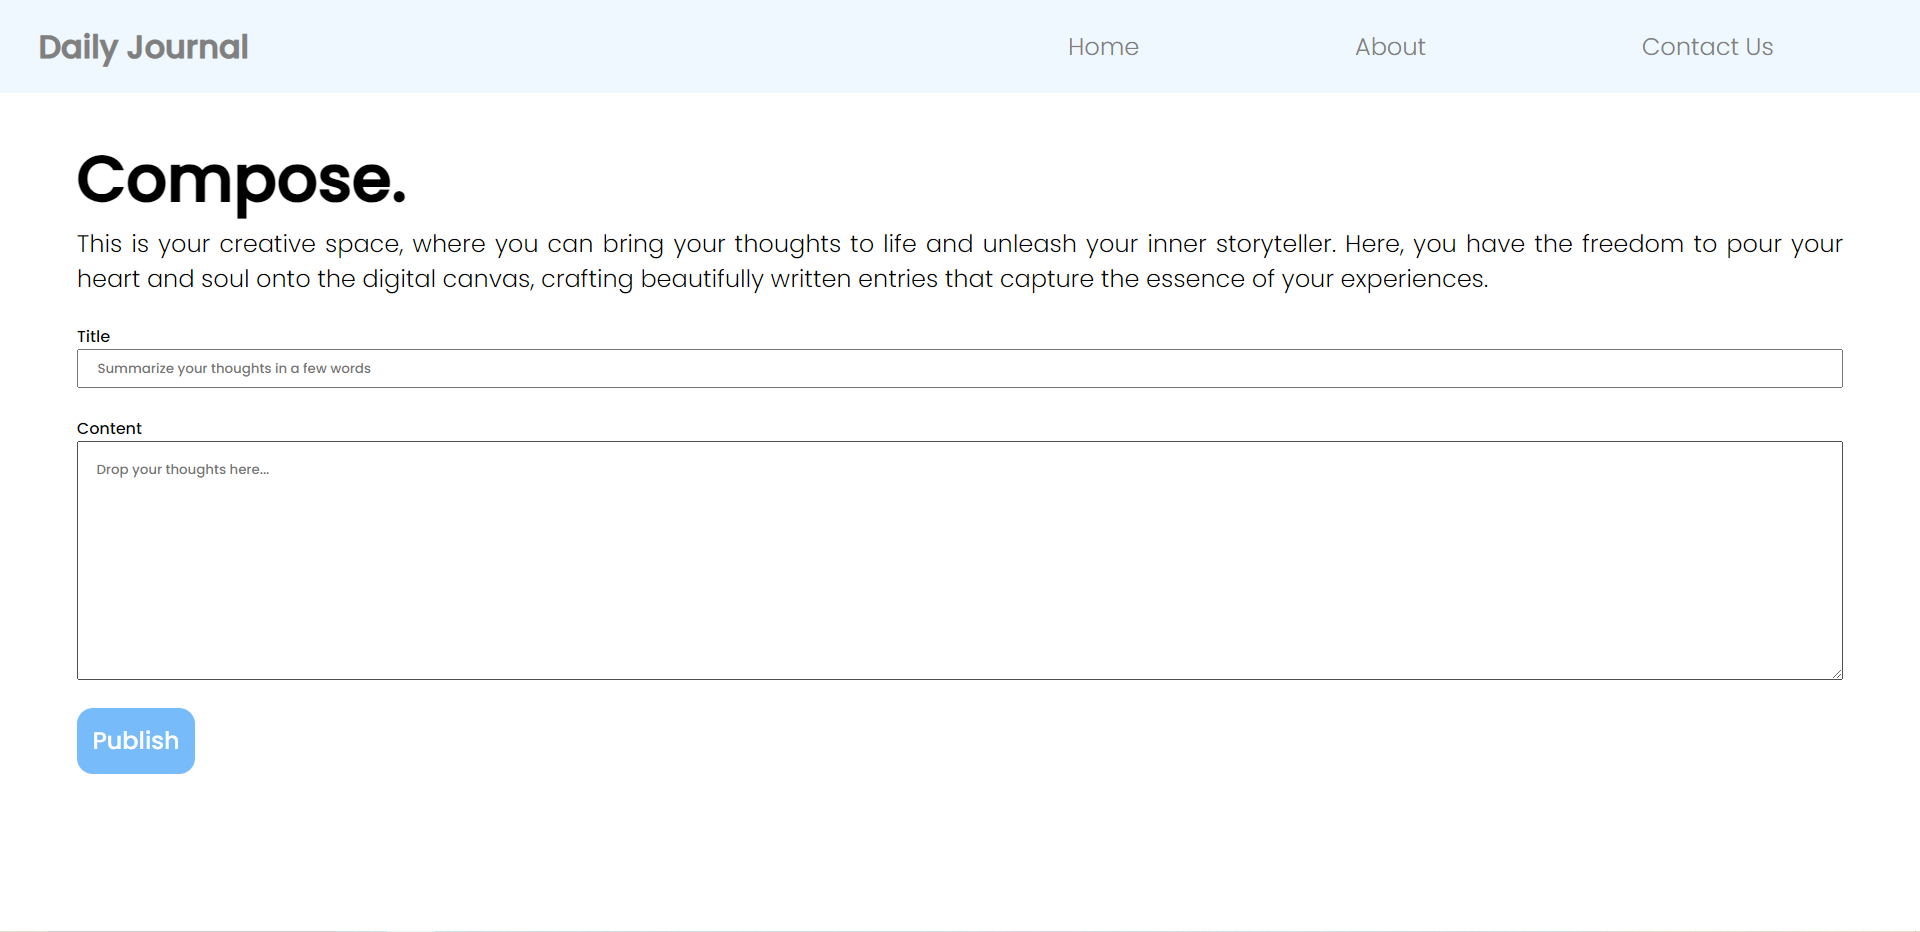 Daily Journal Home About Contact Us
Compose.
This is your creative space, where you can bring your thoughts to life and unleash your inner storyteller. Here, you have the freedom to pour your
heart and soul onto the digital canvas, crafting beautifully written entries that capture the essence of your experiences.
Title
Summarize your thoughts in a few words
Content
Drop your thoughts here...
Publish